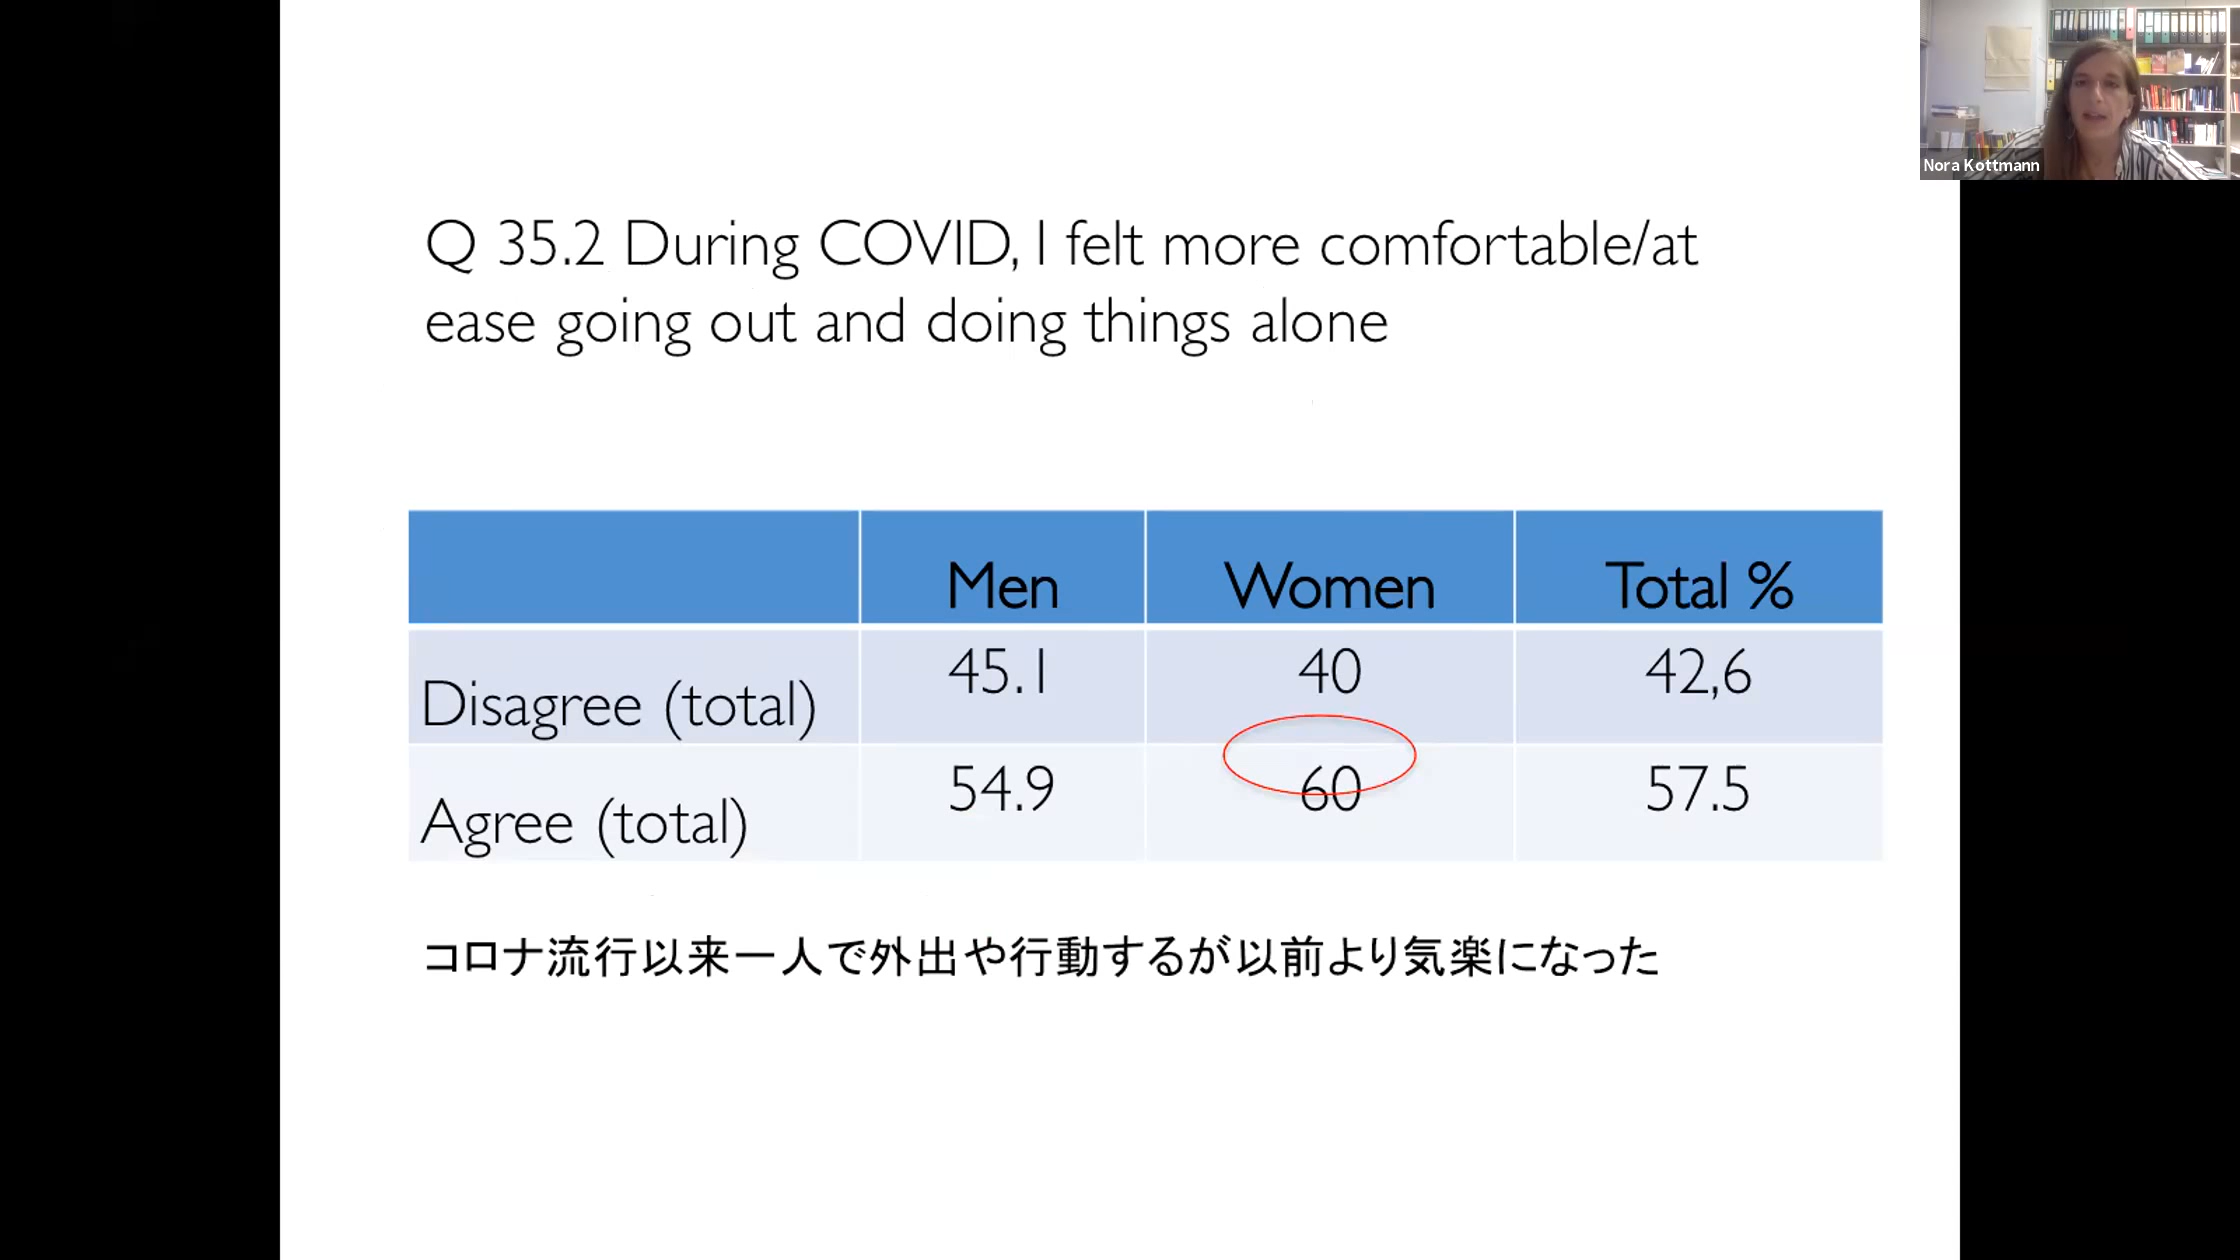 Nora Kottmann
Q 35.2 During COVID, I felt more comfortable/at
ease going out and doing things alone
Men Women Total %
Disagree (total) 45.1 40 42,6
Agree (total) 54.9 60 57.5
コロナ流行以来一人で外出や行動するが以前より気楽になった